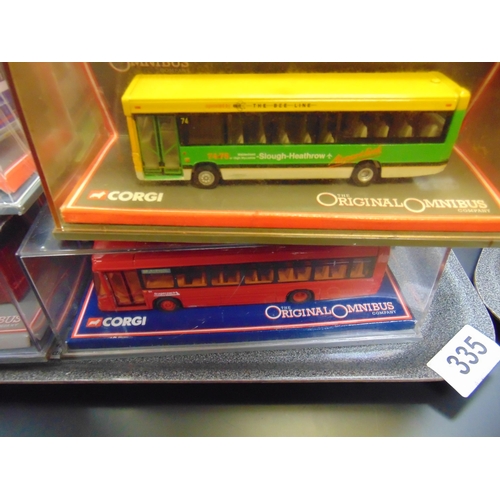 THE BEE LINE
74
Slough-Heathrow
CORGI
THE
ORIGINAL OMNIBUS
COMPANY
CORGI
THE
ORIGINAL OMNIBUS
COMPANY
335